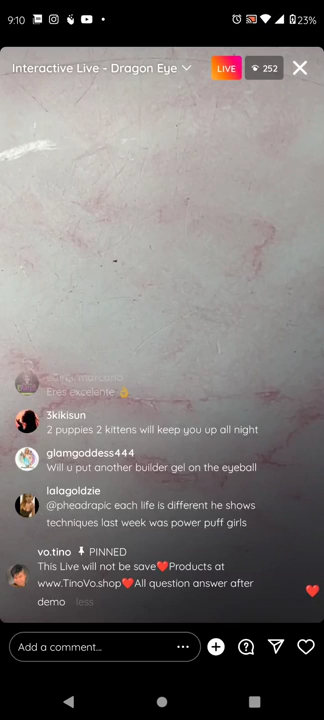 9:10
23%
Interactive Live - Dragon Eye
LIVE
252
Eres excelente 👌
3kikisun
2 puppies 2 kittens will keep you up all night
glamgoddess444
Will u put another builder gel on the eyeball
lalagoldzie
@pheadrapic each life is different he shows
techniques last week was power puff girls
vo.tino PINNED
This Live will not be save❤️Products at
www.TinoVo.shop❤️All question answer after
demo less
Add a comment...